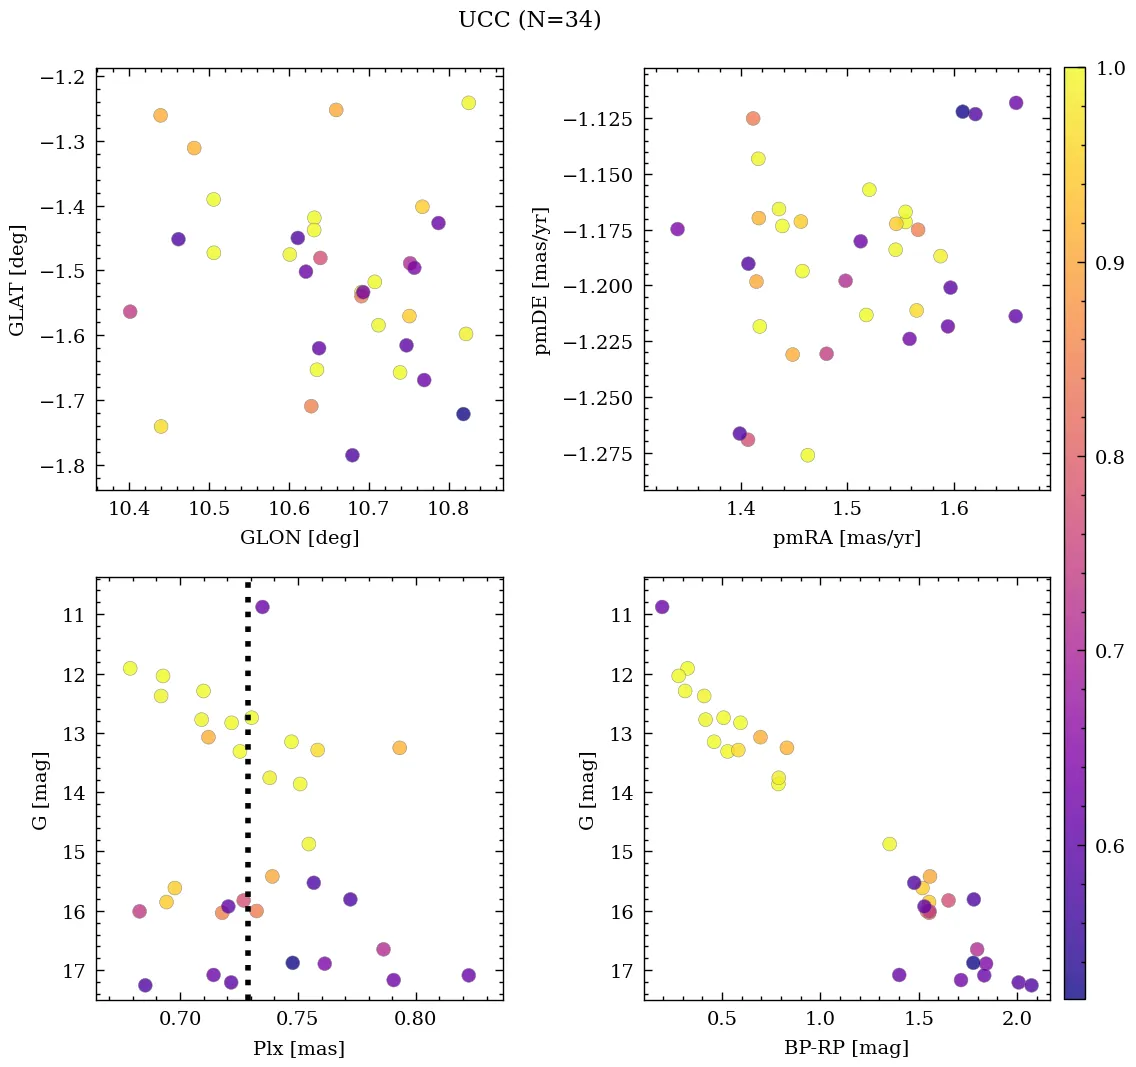 UCC (N=34)
−1.2
−1.3
−1.4
−1.5
−1.6
−1.7
−1.8
GLAT [deg]
10.4 10.5 10.6 10.7 10.8
GLON [deg]
−1.125
−1.150
−1.175
−1.200
−1.225
−1.250
−1.275
pmDE [mas/yr]
1.4 1.5 1.6
pmRA [mas/yr]
1.0
0.9
0.8
0.7
0.6
11
12
13
14
15
16
17
G [mag]
0.70 0.75 0.80
Plx [mas]
11
12
13
14
15
16
17
G [mag]
0.5 1.0 1.5 2.0
BP-RP [mag]